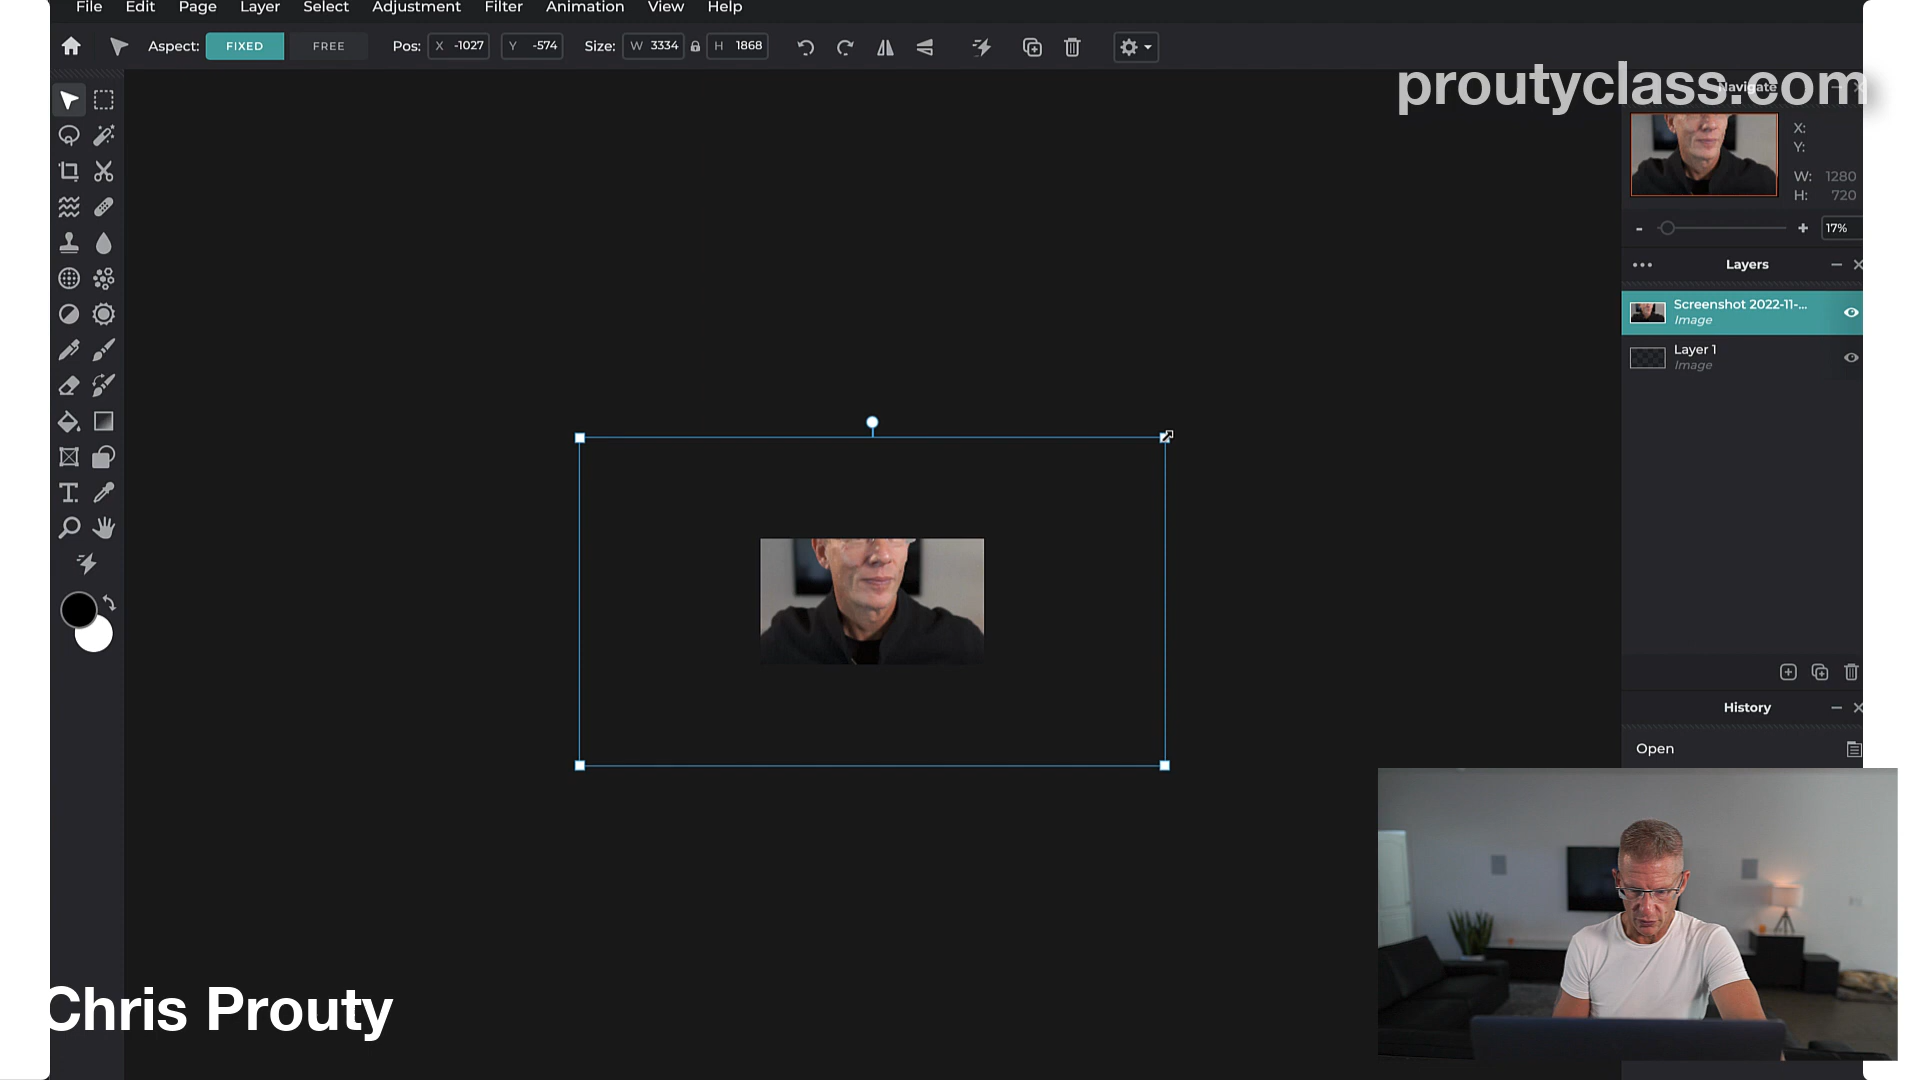 File Edit Page Layer Select Adjustment Filter Animation View Help
Aspect: FIXED FREE Pos: X -1027 Y -574 Size: W 3334 H 1868
proutyclass.com
Navigate
X:
Y:
W: 1280
H: 720
- + 17%
Layers
Screenshot 2022-11-...
Image
Layer 1
Image
History
Open
Chris Prouty